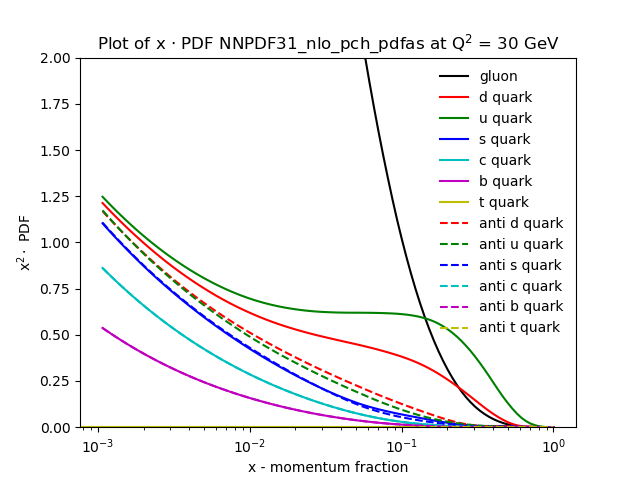 Plot of x · PDF NNPDF31_nlo_pch_pdfas at Q² = 30 GeV
2.00
1.75
1.50
1.25
1.00
0.75
0.50
0.25
0.00
x² · PDF
gluon
d quark
u quark
s quark
c quark
b quark
t quark
anti d quark
anti u quark
anti s quark
anti c quark
anti b quark
anti t quark
10⁻³ 10⁻² 10⁻¹ 10⁰
x - momentum fraction